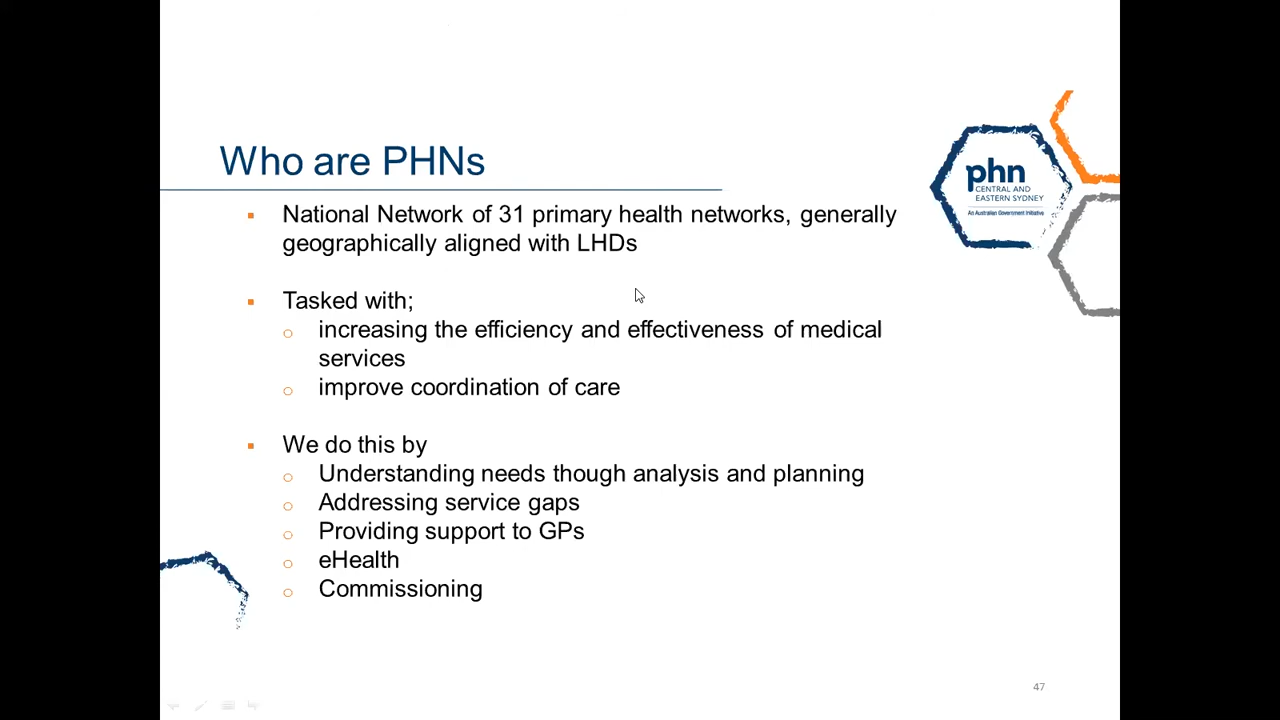 Who are PHNs
phn
CENTRAL AND
EASTERN SYDNEY
An Australian Government Initiative
▪ National Network of 31 primary health networks, generally
geographically aligned with LHDs
▪ Tasked with;
o increasing the efficiency and effectiveness of medical
services
o improve coordination of care
▪ We do this by
o Understanding needs though analysis and planning
o Addressing service gaps
o Providing support to GPs
o eHealth
o Commissioning
47